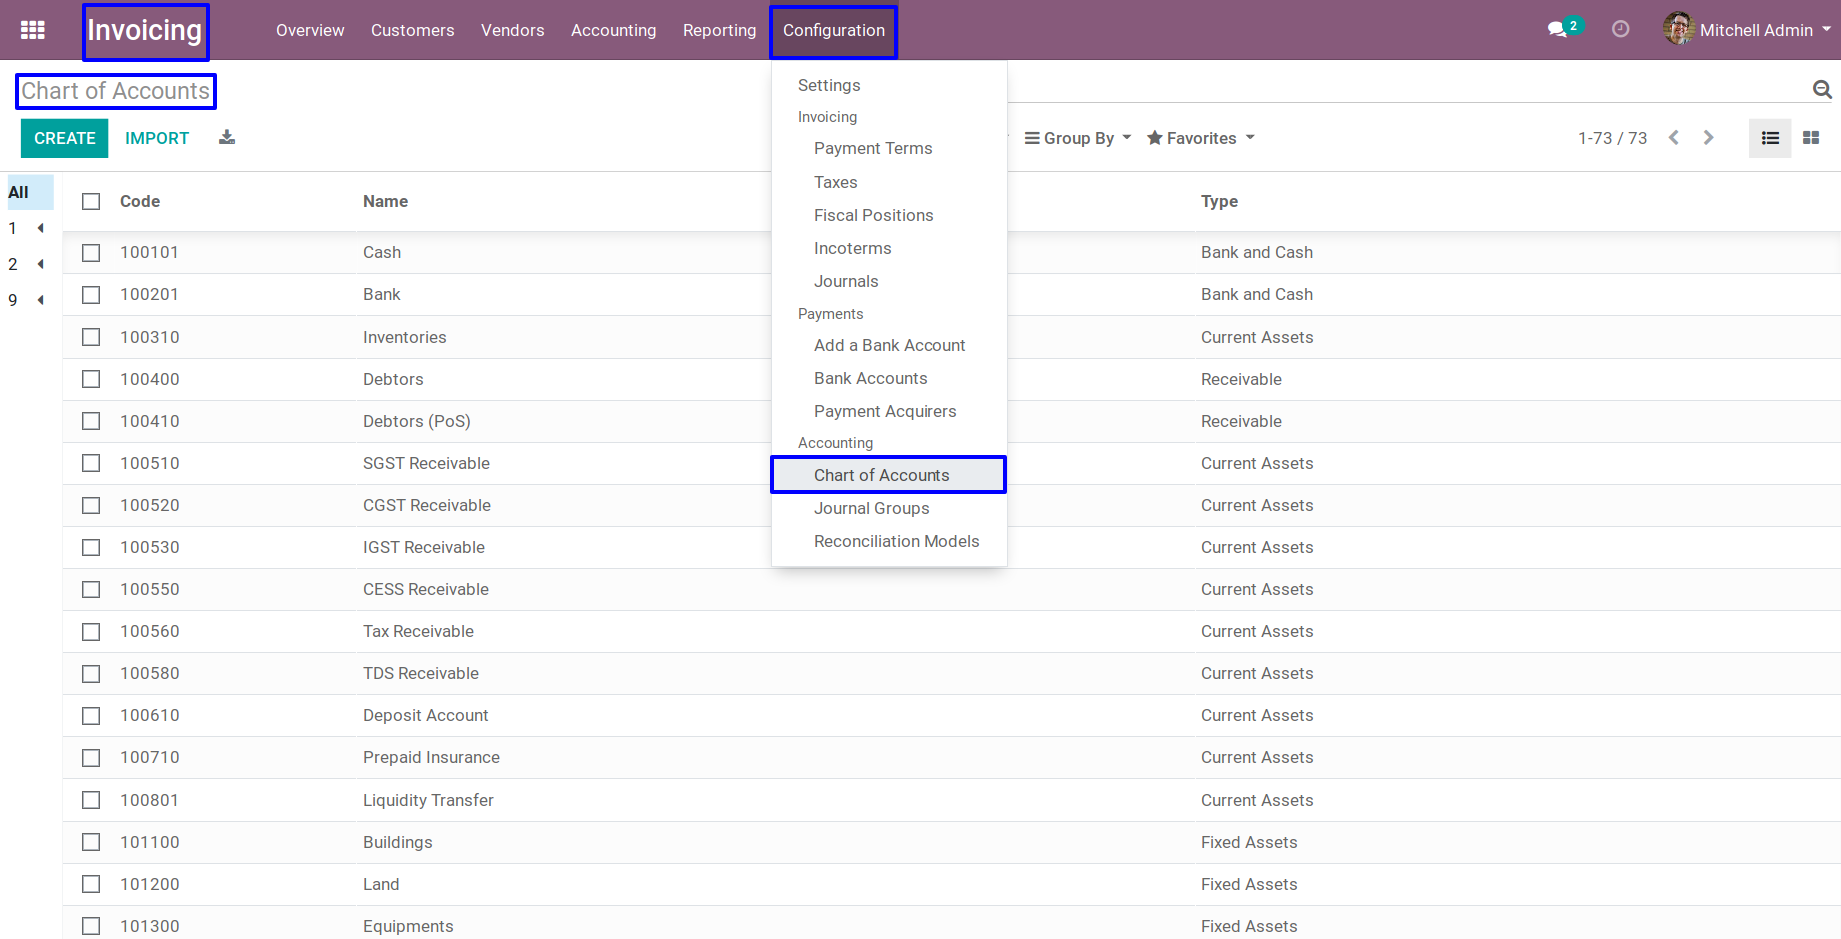 Invoicing Overview Customers Vendors Accounting Reporting Configuration 2 Mitchell Admin
Chart of Accounts
CREATE IMPORT Group By Favorites 1-73 / 73
Settings
Invoicing
Payment Terms
Taxes
Fiscal Positions
Incoterms
Journals
Payments
Add a Bank Account
Bank Accounts
Payment Acquirers
Accounting
Chart of Accounts
Journal Groups
Reconciliation Models
All
1
2
9
Code Name Type
100101 Cash Bank and Cash
100201 Bank Bank and Cash
100310 Inventories Current Assets
100400 Debtors Receivable
100410 Debtors (PoS) Receivable
100510 SGST Receivable Current Assets
100520 CGST Receivable Current Assets
100530 IGST Receivable Current Assets
100550 CESS Receivable Current Assets
100560 Tax Receivable Current Assets
100580 TDS Receivable Current Assets
100610 Deposit Account Current Assets
100710 Prepaid Insurance Current Assets
100801 Liquidity Transfer Current Assets
101100 Buildings Fixed Assets
101200 Land Fixed Assets
101300 Equipments Fixed Assets